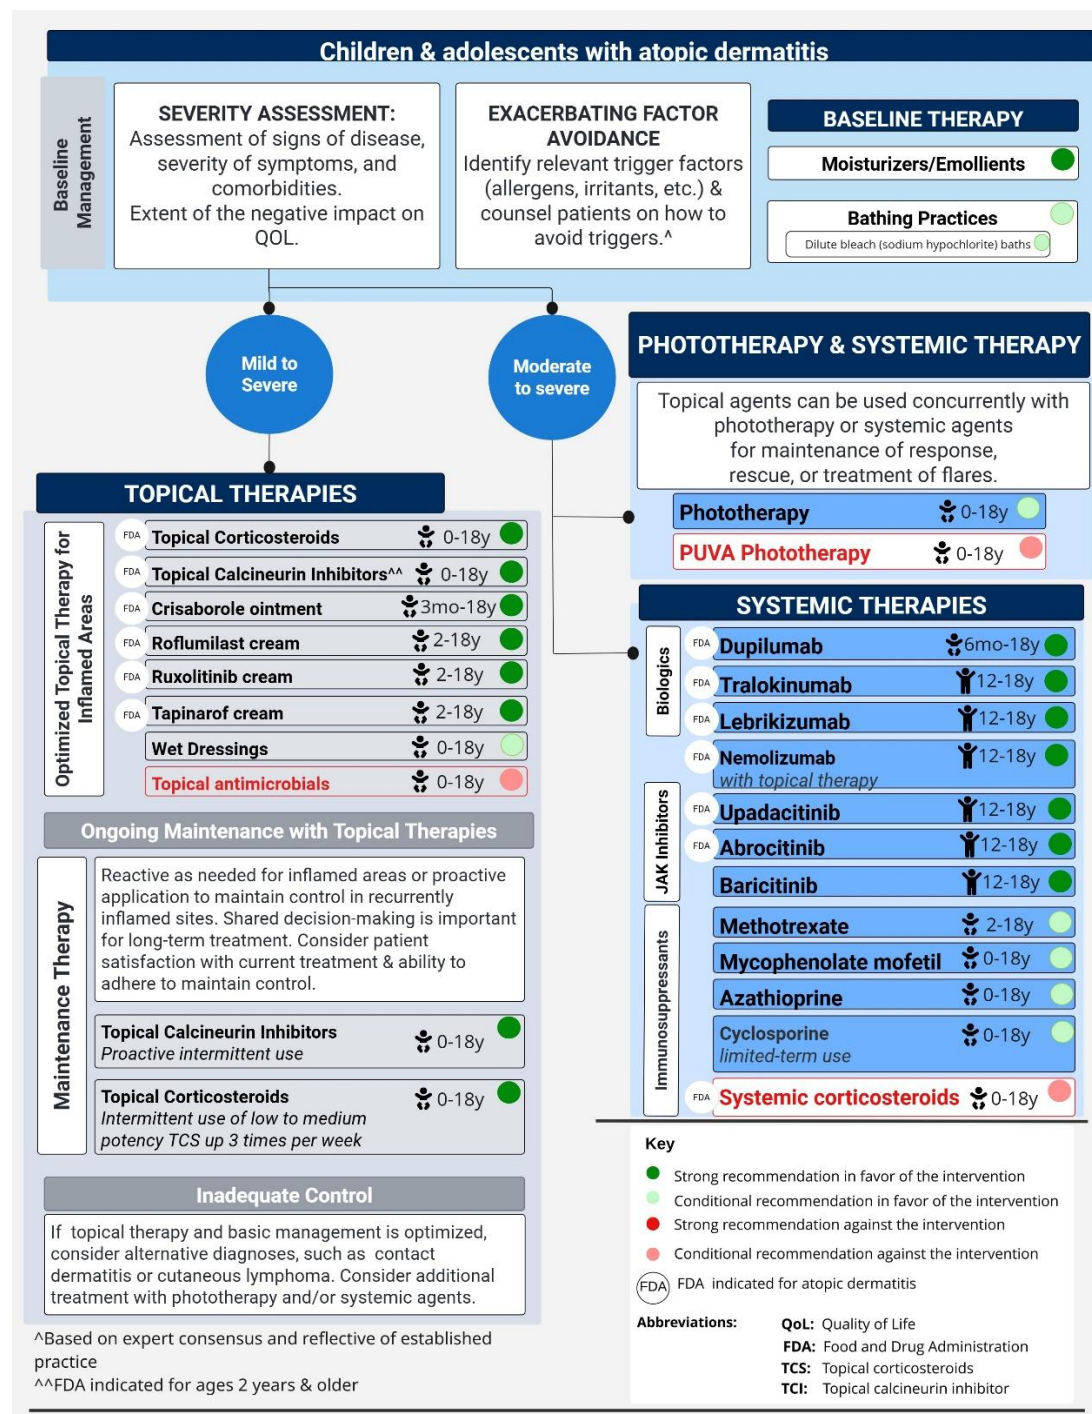 Children & adolescents with atopic dermatitis
Baseline
Management
SEVERITY ASSESSMENT:
Assessment of signs of disease,
severity of symptoms, and
comorbidities.
Extent of the negative impact on
QOL.
EXACERBATING FACTOR
AVOIDANCE
Identify relevant trigger factors
(allergens, irritants, etc.) &
counsel patients on how to
avoid triggers.^
BASELINE THERAPY
Moisturizers/Emollients
Bathing Practices
Dilute bleach (sodium hypochlorite) baths
Mild to
Severe
Moderate
to severe
TOPICAL THERAPIES
Optimized Topical Therapy for
Inflamed Areas
FDA Topical Corticosteroids 0-18y
FDA Topical Calcineurin Inhibitors^^ 0-18y
FDA Crisaborole ointment 3mo-18y
FDA Roflumilast cream 2-18y
FDA Ruxolitinib cream 2-18y
FDA Tapinarof cream 2-18y
Wet Dressings 0-18y
Topical antimicrobials 0-18y
Ongoing Maintenance with Topical Therapies
Maintenance Therapy
Reactive as needed for inflamed areas or proactive
application to maintain control in recurrently
inflamed sites. Shared decision-making is important
for long-term treatment. Consider patient
satisfaction with current treatment & ability to
adhere to maintain control.
Topical Calcineurin Inhibitors 0-18y
Proactive intermittent use
Topical Corticosteroids 0-18y
Intermittent use of low to medium
potency TCS up 3 times per week
Inadequate Control
If topical therapy and basic management is optimized,
consider alternative diagnoses, such as contact
dermatitis or cutaneous lymphoma. Consider additional
treatment with phototherapy and/or systemic agents.
^Based on expert consensus and reflective of established
practice
^^FDA indicated for ages 2 years & older
PHOTOTHERAPY & SYSTEMIC THERAPY
Topical agents can be used concurrently with
phototherapy or systemic agents
for maintenance of response,
rescue, or treatment of flares.
Phototherapy 0-18y
PUVA Phototherapy 0-18y
SYSTEMIC THERAPIES
Biologics
FDA Dupilumab 6mo-18y
FDA Tralokinumab 12-18y
FDA Lebrikizumab 12-18y
FDA Nemolizumab 12-18y
with topical therapy
JAK Inhibitors
FDA Upadacitinib 12-18y
FDA Abrocitinib 12-18y
Baricitinib 12-18y
Immunosuppressants
Methotrexate 2-18y
Mycophenolate mofetil 0-18y
Azathioprine 0-18y
Cyclosporine 0-18y
limited-term use
FDA Systemic corticosteroids 0-18y
Key
Strong recommendation in favor of the intervention
Conditional recommendation in favor of the intervention
Strong recommendation against the intervention
Conditional recommendation against the intervention
FDA FDA indicated for atopic dermatitis
Abbreviations: QoL: Quality of Life
FDA: Food and Drug Administration
TCS: Topical corticosteroids
TCI: Topical calcineurin inhibitor